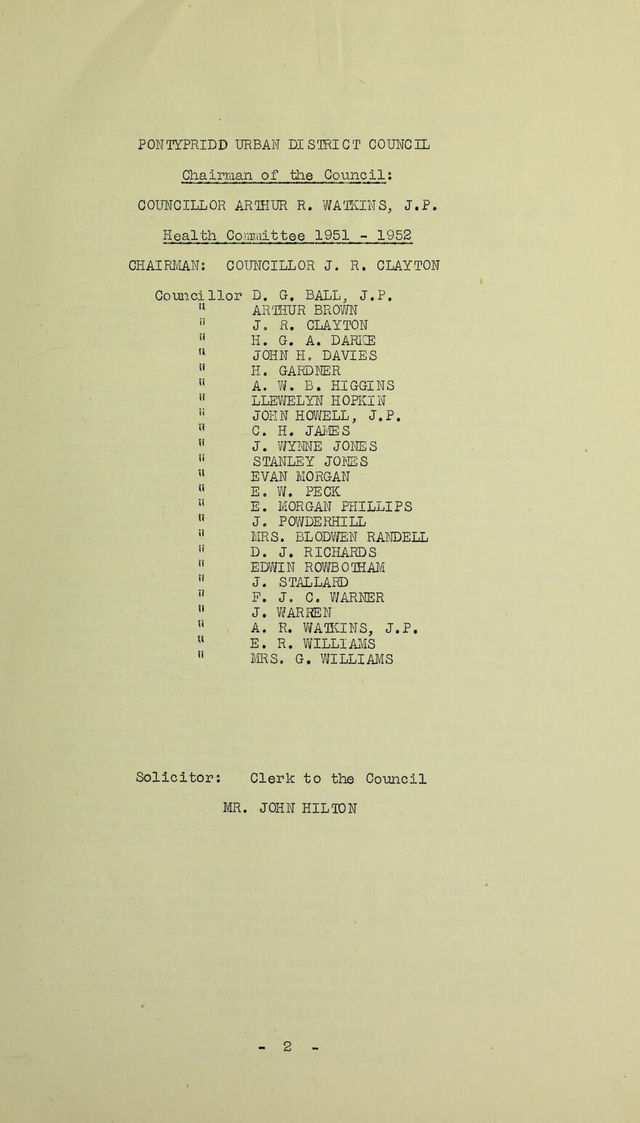 PONTYPRIDD URBAN DISTRICT COUNCIL
Chairman of the Council:
COUNCILLOR ARTHUR R. WATKINS, J.P.
Health Committee 1951 - 1952
CHAIRMAN: COUNCILLOR J. R. CLAYTON
Councillor D. G. BALL, J.P.
" ARTHUR BROWN
" J. R. CLAYTON
" H. G. A. DARKE
" JOHN H. DAVIES
" H. GARDNER
" A. W. B. HIGGINS
" LLEWELYN HOPKIN
" JOHN HOWELL, J.P.
" C. H. JAMES
" J. WYNNE JONES
" STANLEY JONES
" EVAN MORGAN
" E. W. PECK
" E. MORGAN PHILLIPS
" J. POWDERHILL
" MRS. BLODWEN RANDELL
" D. J. RICHARDS
" EDWIN ROWBOTHAM
" J. STALLARD
" F. J. C. WARNER
" J. WARREN
" A. R. WATKINS, J.P.
" E. R. WILLIAMS
" MRS. G. WILLIAMS
Solicitor: Clerk to the Council
MR. JOHN HILTON
- 2 -